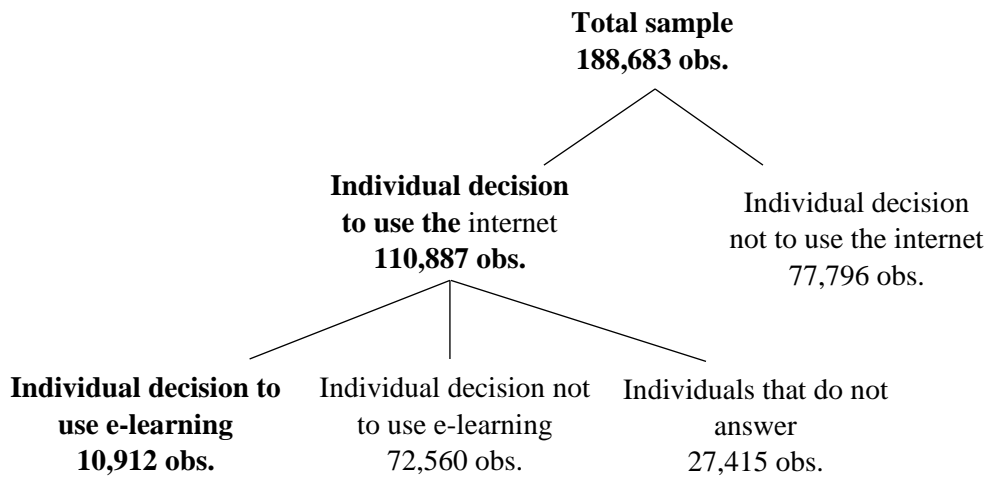 Total sample
188,683 obs.
Individual decision
to use the internet
110,887 obs.
Individual decision
not to use the internet
77,796 obs.
Individual decision to
use e-learning
10,912 obs.
Individual decision not
to use e-learning
72,560 obs.
Individuals that do not
answer
27,415 obs.